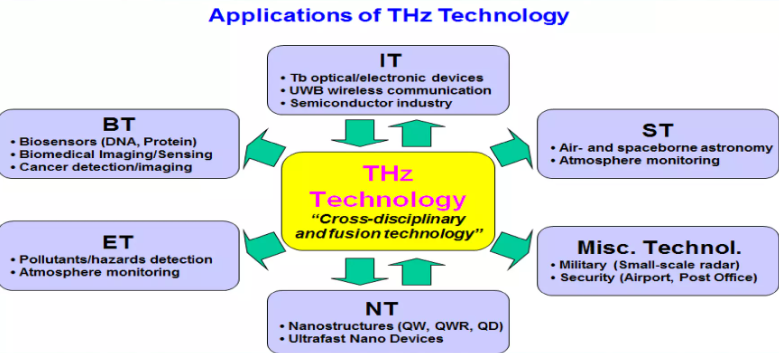 Applications of THz Technology
IT
• Tb optical/electronic devices
• UWB wireless communication
• Semiconductor industry
BT
• Biosensors (DNA, Protein)
• Biomedical Imaging/Sensing
• Cancer detection/imaging
ST
• Air- and spaceborne astronomy
• Atmosphere monitoring
THz
Technology
“Cross-disciplinary
and fusion technology”
ET
• Pollutants/hazards detection
• Atmosphere monitoring
Misc. Technol.
• Military (Small-scale radar)
• Security (Airport, Post Office)
NT
• Nanostructures (QW, QWR, QD)
• Ultrafast Nano Devices